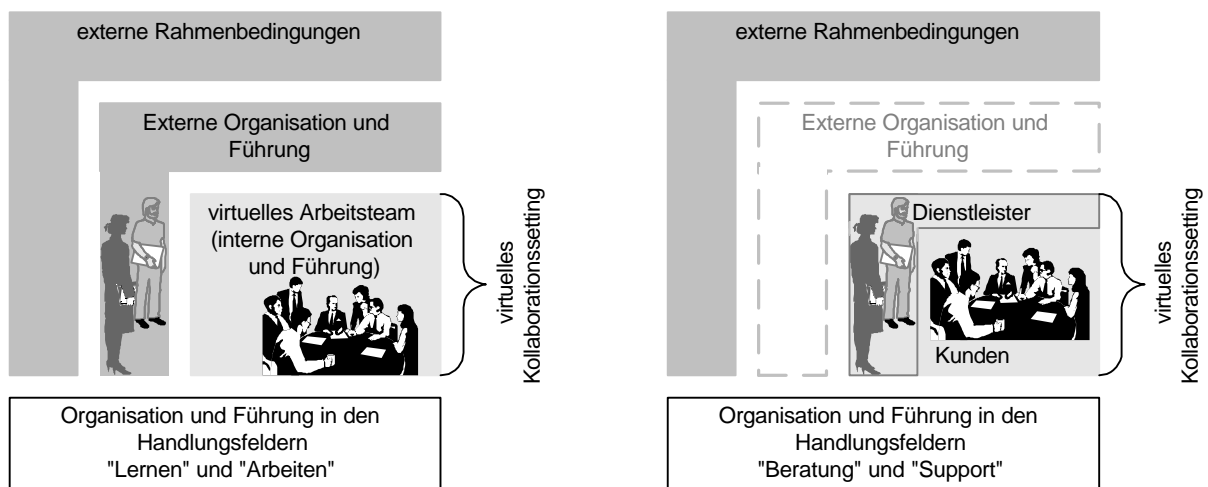 externe Rahmenbedingungen
Externe Organisation und
Führung
virtuelles Arbeitsteam
(interne Organisation
und Führung)
virtuelles
Kollaborationssetting
Organisation und Führung in den
Handlungsfeldern
"Lernen" und "Arbeiten"
externe Rahmenbedingungen
Externe Organisation und
Führung
Dienstleister
Kunden
virtuelles
Kollaborationssetting
Organisation und Führung in den
Handlungsfeldern
"Beratung" und "Support"